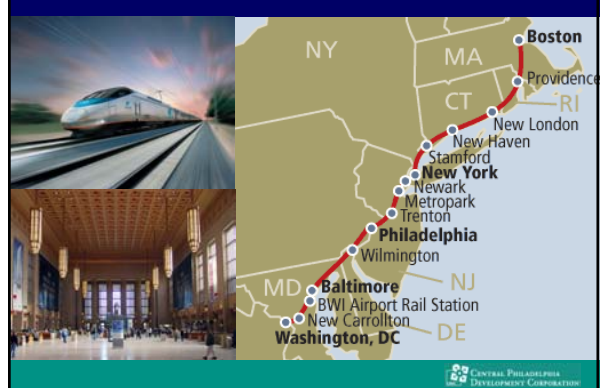 Boston
NY
MA
Providence
CT
RI
New London
New Haven
Stamford
New York
Newark
Metropark
Trenton
Philadelphia
Wilmington
NJ
MD
Baltimore
BWI Airport Rail Station
New Carrollton
DE
Washington, DC
CENTRAL PHILADELPHIA
DEVELOPMENT CORPORATION